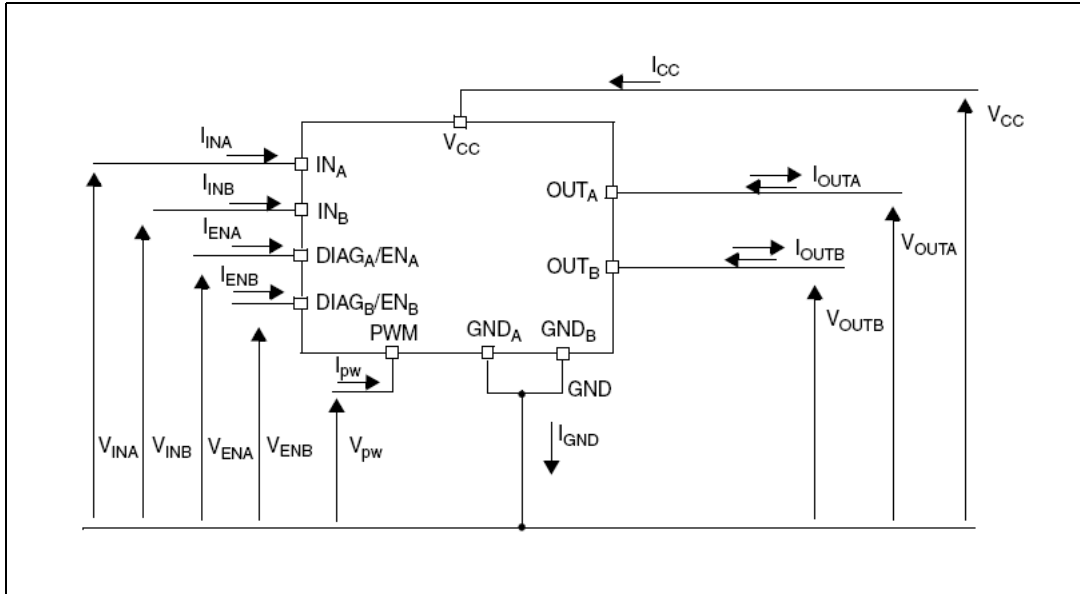 I_CC
V_CC
V_CC
I_INA
IN_A
I_INB
IN_B
OUT_A
I_OUTA
I_ENA
DIAG_A/EN_A
V_OUTA
I_ENB
DIAG_B/EN_B
OUT_B
I_OUTB
V_OUTB
PWM
GND_A
GND_B
I_pw
GND
V_INA
V_INB
V_ENA
V_ENB
V_pw
I_GND